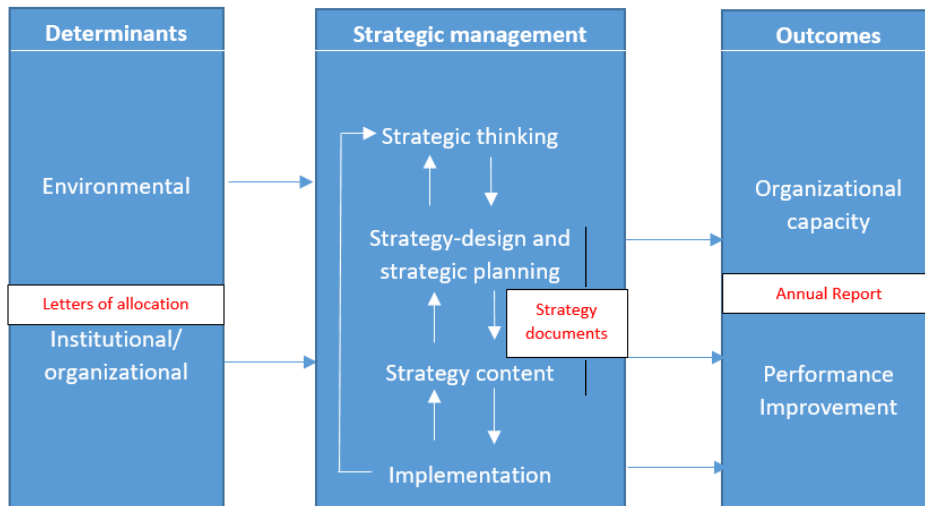 Determinants
Environmental
Letters of allocation
Institutional/
organizational
Strategic management
Strategic thinking
Strategy-design and
strategic planning
Strategy
documents
Strategy content
Implementation
Outcomes
Organizational
capacity
Annual Report
Performance
Improvement